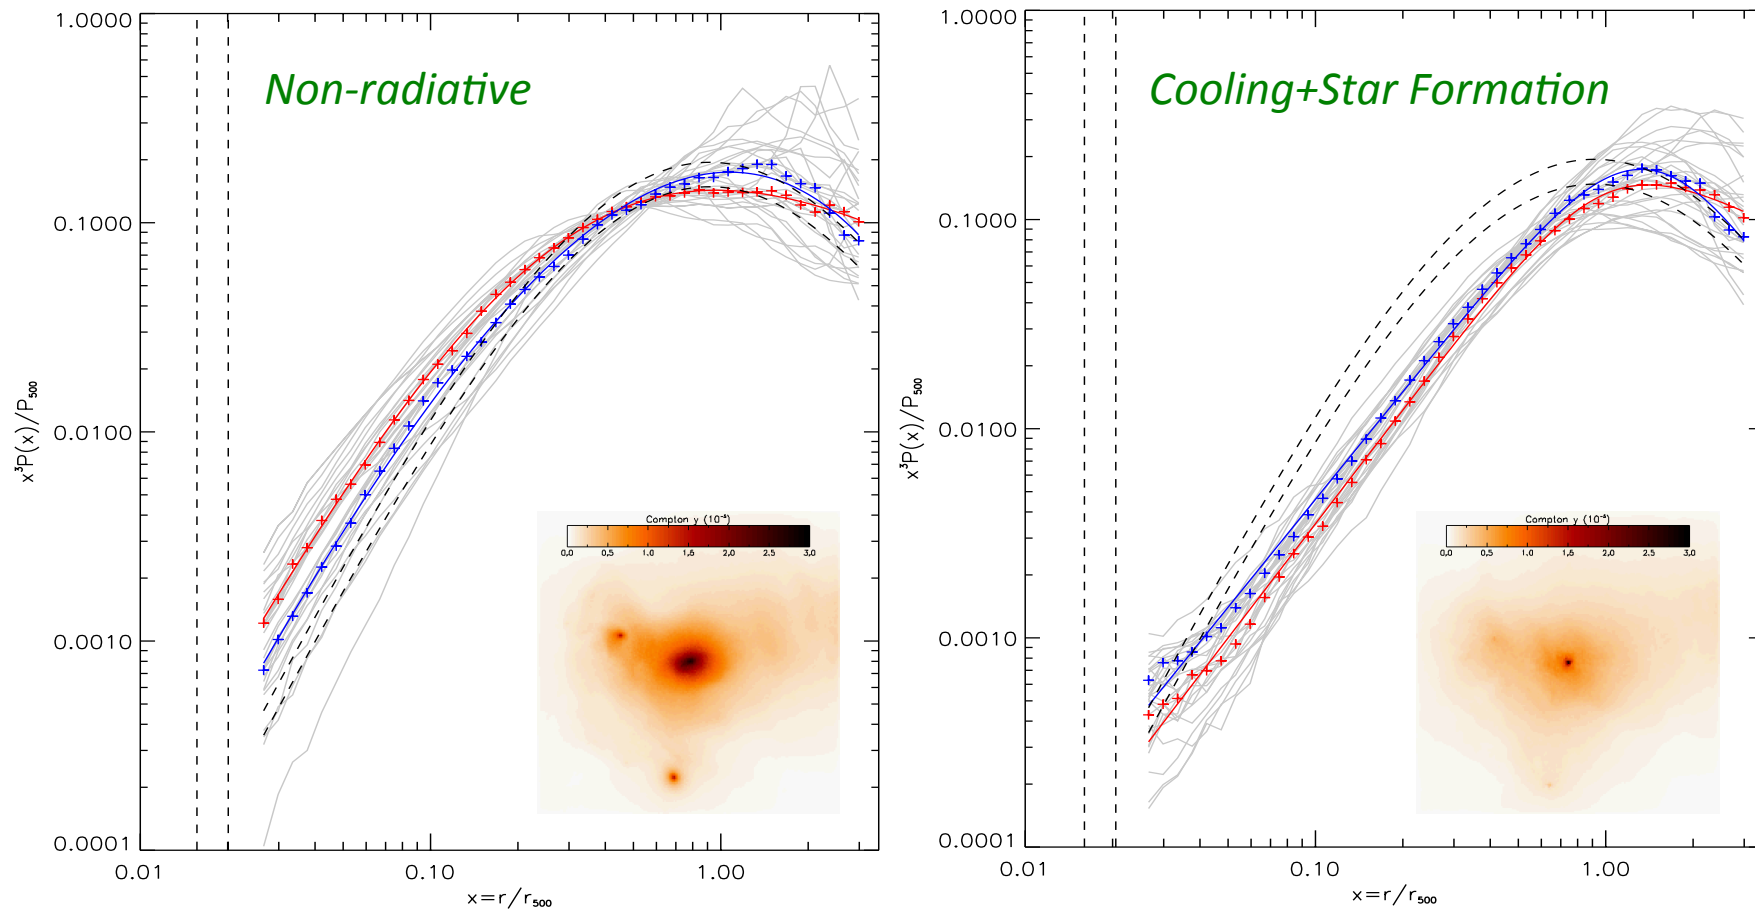 Non-radiative
1.0000
0.1000
0.0100
0.0010
0.0001
x³P(x)/P₅₀₀
Compton y (10⁻⁵)
0.0 0.5 1.0 1.5 2.0 2.5 3.0
0.01 0.10 1.00
x=r/r₅₀₀
Cooling+Star Formation
1.0000
0.1000
0.0100
0.0010
0.0001
x³P(x)/P₅₀₀
Compton y (10⁻⁵)
0.0 0.5 1.0 1.5 2.0 2.5 3.0
0.01 0.10 1.00
x=r/r₅₀₀